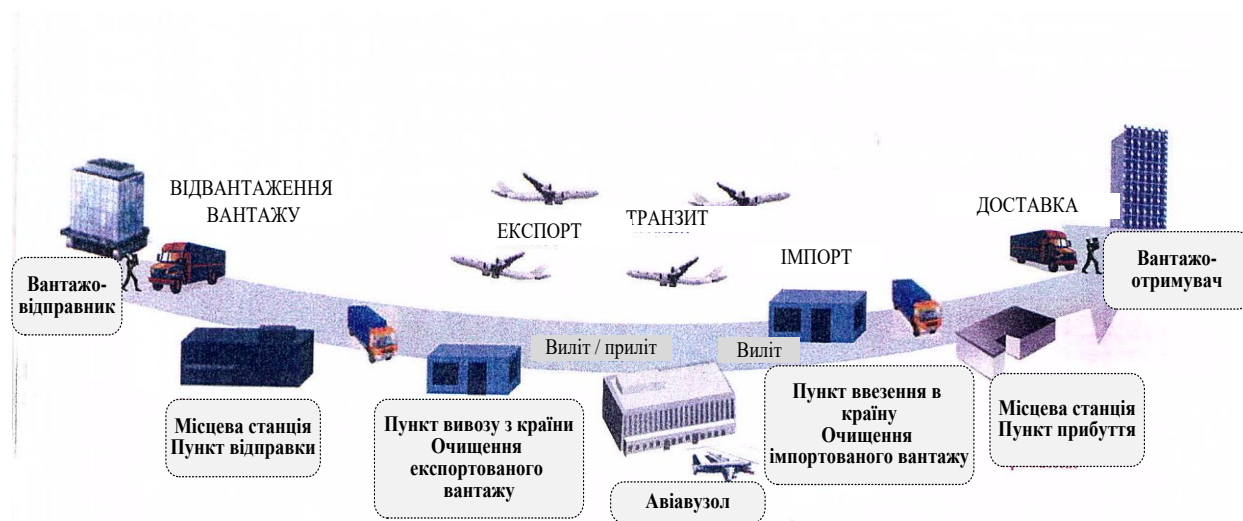 ВІДВАНТАЖЕННЯ
ВАНТАЖУ
ЕКСПОРТ
ТРАНЗИТ
ІМПОРТ
ДОСТАВКА
Вантажо-
відправник
Вантажо-
отримувач
Виліт / приліт
Виліт
Місцева станція
Пункт відправки
Пункт вивозу з країни
Очищення
експортованого
вантажу
Авіавузол
Пункт ввезення в
країну
Очищення
імпортованого вантажу
Місцева станція
Пункт прибуття